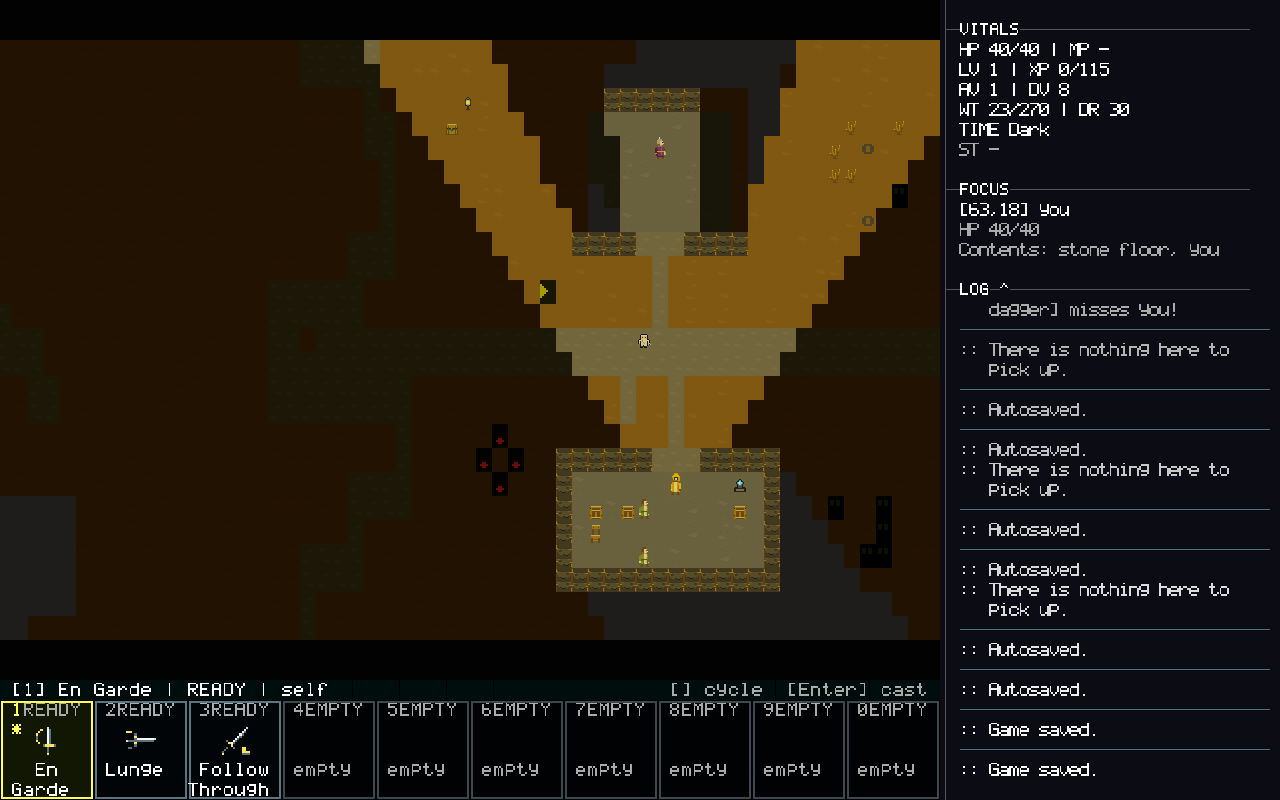 VITALS
HP 40/40 | MP -
LV 1 | XP 0/115
AV 1 | DV 8
WT 23/270 | DR 30
TIME Dark
ST -
FOCUS
[63,18] You
HP 40/40
Contents: stone floor, you
LOG ^
dagger] misses you!
:: There is nothing here to
Pick up.
:: Autosaved.
:: Autosaved.
:: There is nothing here to
Pick up.
:: Autosaved.
:: Autosaved.
:: There is nothing here to
Pick up.
:: Autosaved.
:: Autosaved.
:: Game saved.
:: Game saved.
[1] En Garde | READY | self
[] cycle [Enter] cast
1READY 2READY 3READY 4EMPTY 5EMPTY 6EMPTY 7EMPTY 8EMPTY 9EMPTY 0EMPTY
*
En Lunge Follow empty empty empty empty empty empty empty
Garde Through